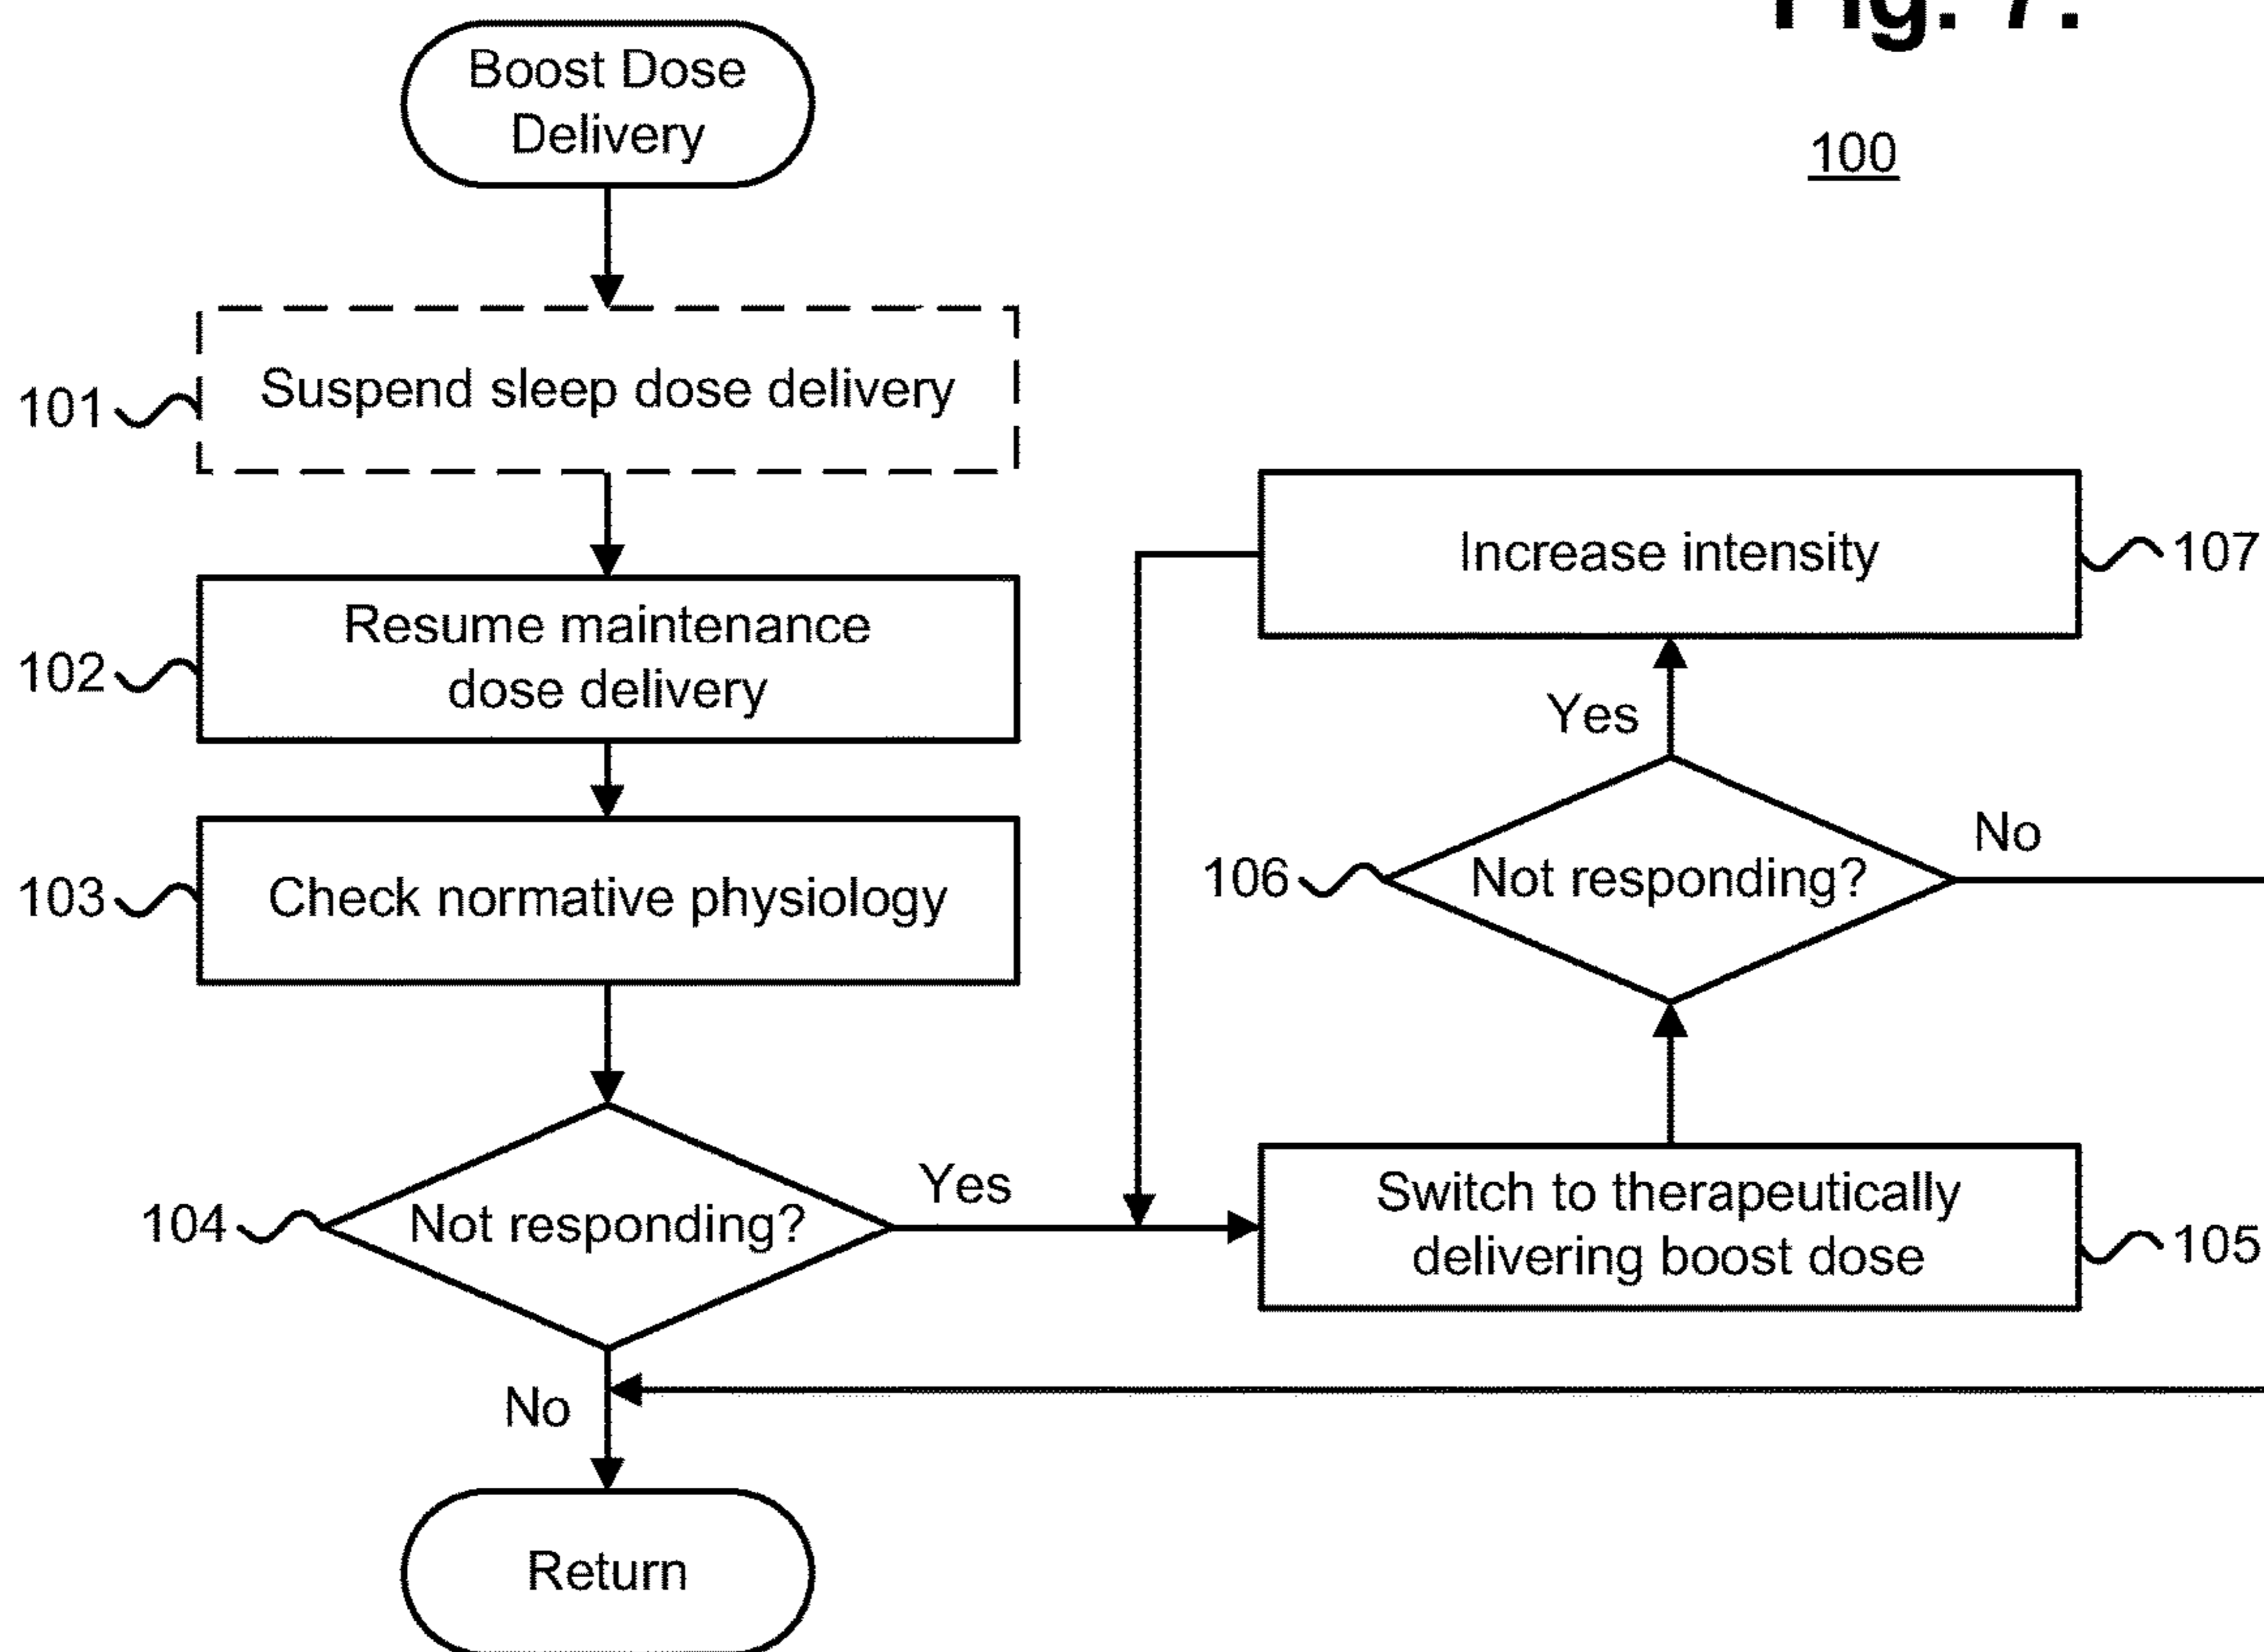 Fig. 7.
100
Boost Dose
Delivery
101
Suspend sleep dose delivery
102
Resume maintenance
dose delivery
103
Check normative physiology
104
Not responding?
Yes
No
Return
Increase intensity
107
Yes
106
Not responding?
No
Switch to therapeutically
delivering boost dose
105